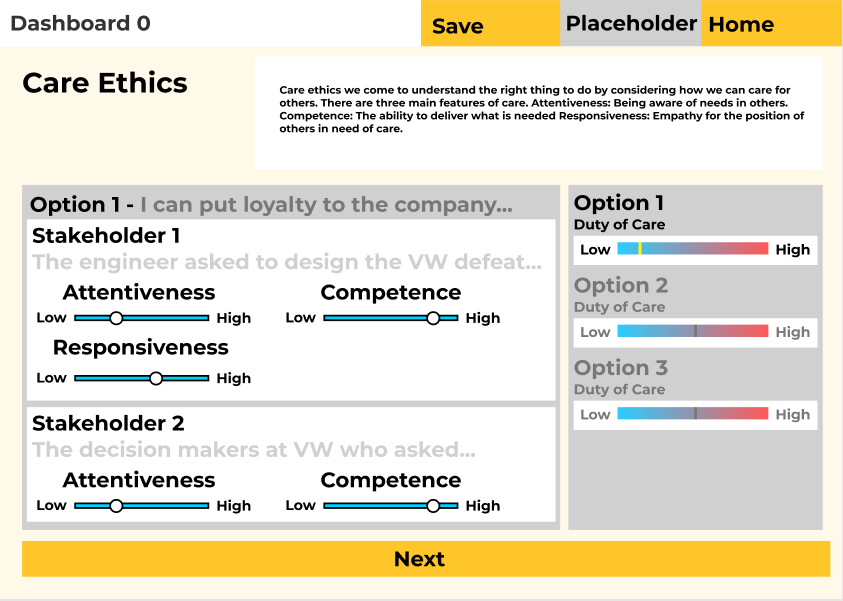 Dashboard 0
Save
Placeholder
Home
Care Ethics
Care ethics we come to understand the right thing to do by considering how we can care for
others. There are three main features of care. Attentiveness: Being aware of needs in others.
Competence: The ability to deliver what is needed Responsiveness: Empathy for the position of
others in need of care.
Option 1 - I can put loyalty to the company...
Stakeholder 1
The engineer asked to design the VW defeat...
Attentiveness
Competence
Low High
Low High
Responsiveness
Low High
Stakeholder 2
The decision makers at VW who asked...
Attentiveness
Competence
Low High
Low High
Option 1
Duty of Care
Low High
Option 2
Duty of Care
Low High
Option 3
Duty of Care
Low High
Next